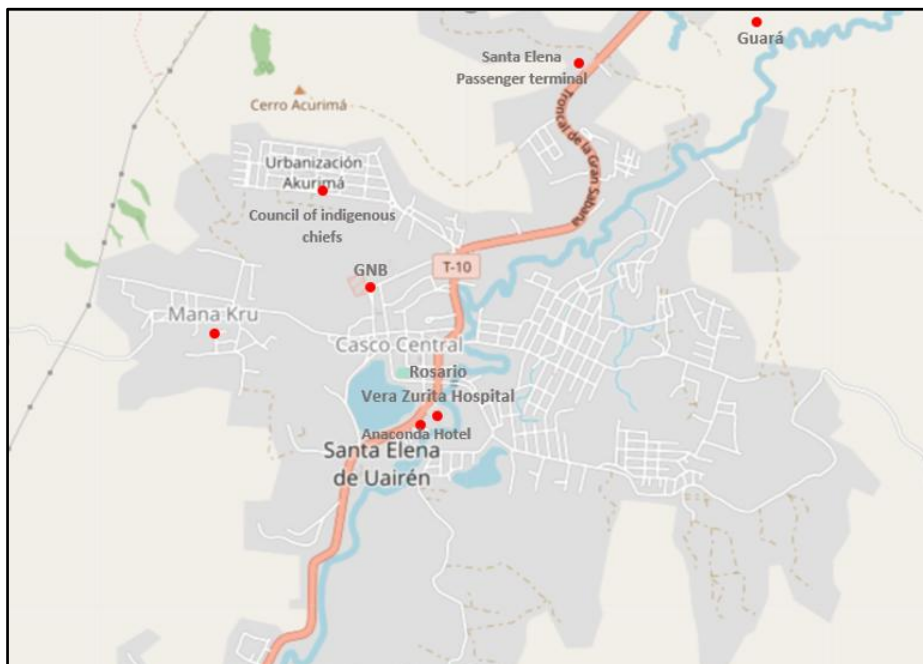 Guará
Santa Elena
Passenger terminal
Cerro Acurimá
Troncal de la Gran Sabana
Urbanización
Akurimá
Council of indigenous
chiefs
T-10
GNB
Mana Kru
Casco Central
Rosario
Vera Zurita Hospital
Anaconda Hotel
Santa Elena
de Uairén